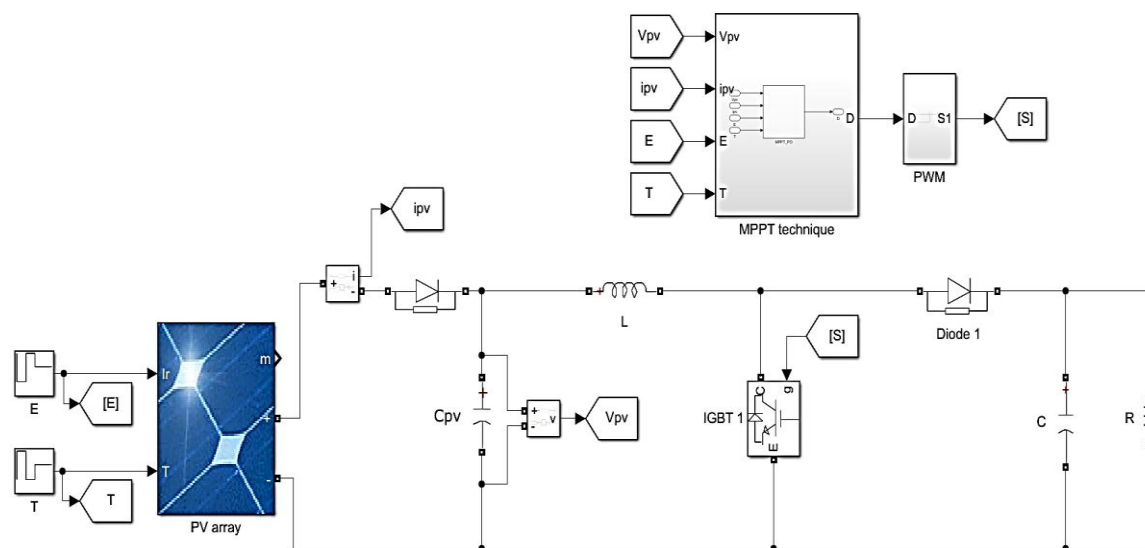 Vpv
Vpv
ipv
ipv
E
E
T
T
D
MPPT technique
D
S1
PWM
[S]
ipv
i
+
-
L
Diode 1
[S]
g
C
E
IGBT 1
Ir
T
m
+
-
PV array
E
[E]
T
T
+
Cpv
+
-
v
Vpv
+
C
R